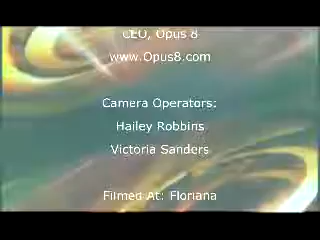 CEO, Opus 8
www.Opus8.com
Camera Operators:
Hailey Robbins
Victoria Sanders
Filmed At: Floriana